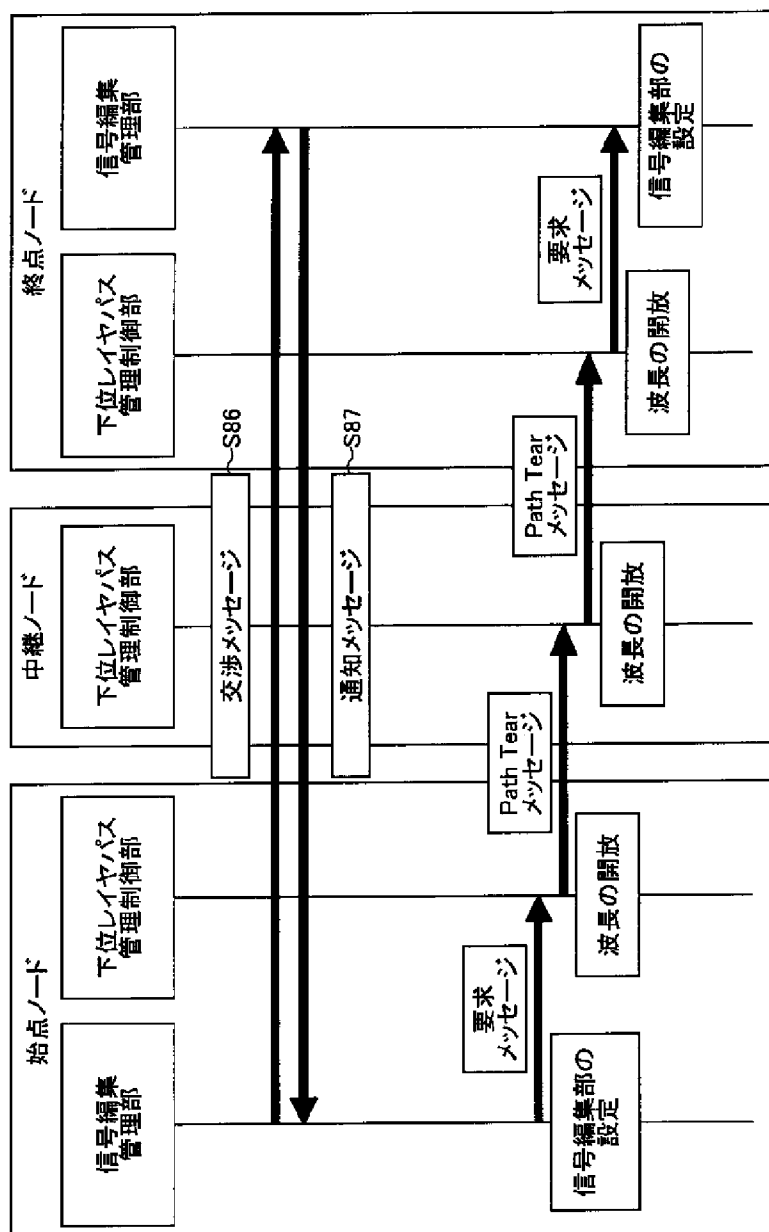 始点ノード
中継ノード
終点ノード
信号編集
管理部
下位レイヤパス
管理制御部
下位レイヤパス
管理制御部
下位レイヤパス
管理制御部
信号編集
管理部
交渉メッセージ
S86
通知メッセージ
S87
信号編集部の
設定
要求
メッセージ
波長の開放
Path Tear
メッセージ
波長の開放
Path Tear
メッセージ
波長の開放
要求
メッセージ
信号編集部の
設定